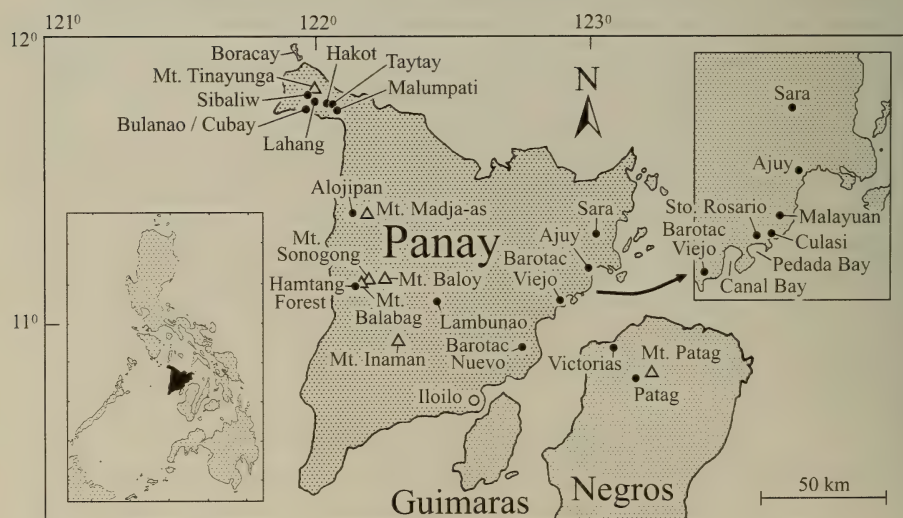 121⁰ 122⁰ 123⁰
12⁰
Boracay
Hakot
Taytay
Mt. Tinayunga
Malumpati
Sibaliw
Bulanao / Cubay
Lahang
N
Alojipan
Mt. Madja-as
Panay
Sara
Ajuy
Mt.
Sonogong
Mt. Baloy
Barotac
Viejo
Hamtang
Forest
Mt.
Balabag
11⁰
Lambunao
Mt. Inaman
Barotac
Nuevo
Victorias
Mt. Patag
Patag
Iloilo
Guimaras
Negros
50 km
Sara
Ajuy
Sto. Rosario
Malayuan
Barotac
Viejo
Culasi
Pedada Bay
Canal Bay